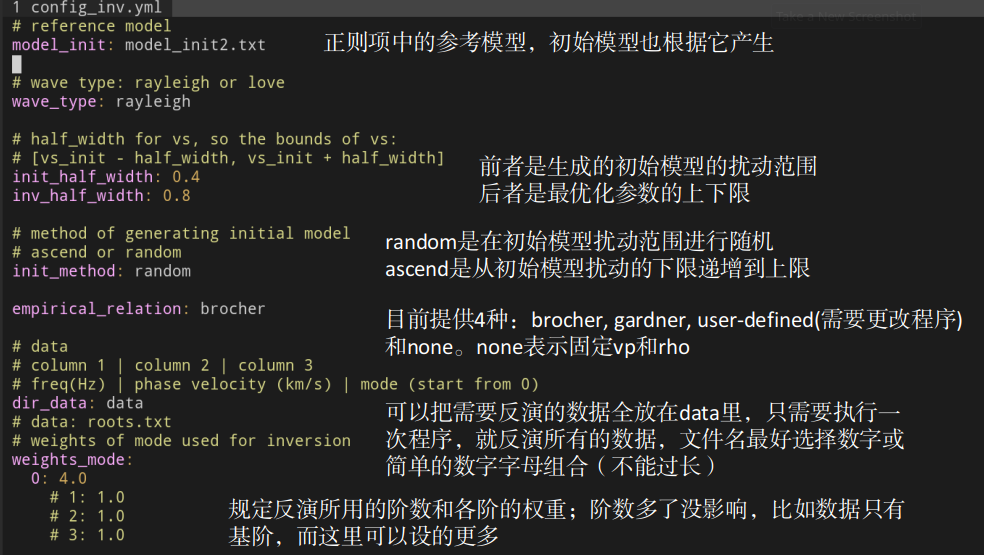 1 config_inv.yml
# reference model
model_init: model_init2.txt
正则项中的参考模型，初始模型也根据它产生
# wave type: rayleigh or love
wave_type: rayleigh
# half_width for vs, so the bounds of vs:
# [vs_init - half_width, vs_init + half_width]
init_half_width: 0.4
inv_half_width: 0.8
前者是生成的初始模型的扰动范围
后者是最优化参数的上下限
# method of generating initial model
# ascend or random
init_method: random
random是在初始模型扰动范围进行随机
ascend是从初始模型扰动的下限递增到上限
empirical_relation: brocher
目前提供4种：brocher, gardner, user-defined(需要更改程序)
和none。none表示固定vp和rho
# data
# column 1 | column 2 | column 3
# freq(Hz) | phase velocity (km/s) | mode (start from 0)
dir_data: data
# data: roots.txt
# weights of mode used for inversion
weights_mode:
可以把需要反演的数据全放在data里，只需要执行一
次程序，就反演所有的数据，文件名最好选择数字或
简单的数字字母组合（不能过长）
0: 4.0
# 1: 1.0
# 2: 1.0
# 3: 1.0
规定反演所用的阶数和各阶的权重；阶数多了没影响，比如数据只有
基阶，而这里可以设的更多
Take a New Screenshot